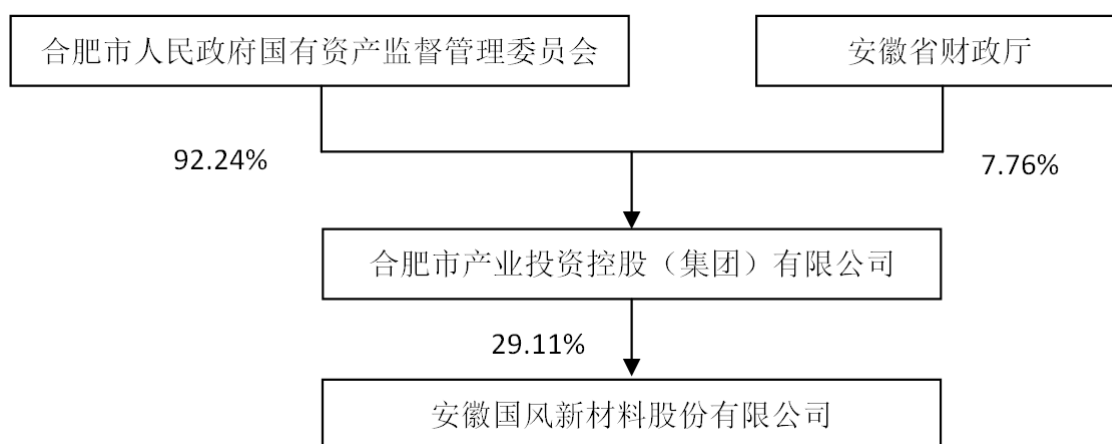 合肥市人民政府国有资产监督管理委员会
安徽省财政厅
92.24%
7.76%
合肥市产业投资控股（集团）有限公司
29.11%
安徽国风新材料股份有限公司